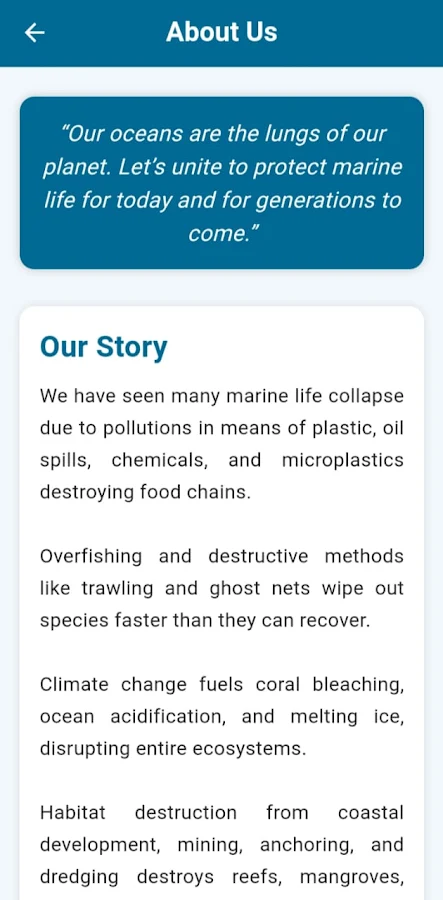 About Us
“Our oceans are the lungs of our
planet. Let’s unite to protect marine
life for today and for generations to
come.”
Our Story
We have seen many marine life collapse
due to pollutions in means of plastic, oil
spills, chemicals, and microplastics
destroying food chains.
Overfishing and destructive methods
like trawling and ghost nets wipe out
species faster than they can recover.
Climate change fuels coral bleaching,
ocean acidification, and melting ice,
disrupting entire ecosystems.
Habitat destruction from coastal
development, mining, anchoring, and
dredging destroys reefs, mangroves,